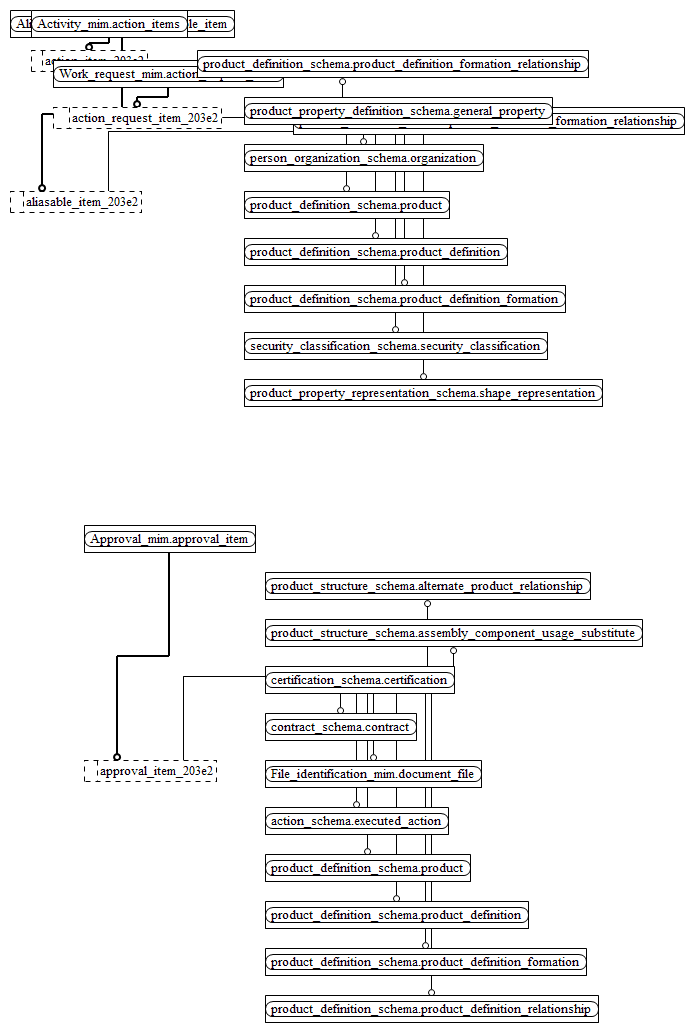 Ali
Activity_mim.action_items
le_item
action_item_203e2
product_definition_schema.product_definition_formation_relationship
Work_request_mim.action_
product_property_definition_schema.general_property
action_request_item_203e2
formation_relationship
person_organization_schema.organization
aliasable_item_203e2
product_definition_schema.product
product_definition_schema.product_definition
product_definition_schema.product_definition_formation
security_classification_schema.security_classification
product_property_representation_schema.shape_representation
Approval_mim.approval_item
product_structure_schema.alternate_product_relationship
product_structure_schema.assembly_component_usage_substitute
certification_schema.certification
contract_schema.contract
approval_item_203e2
File_identification_mim.document_file
action_schema.executed_action
product_definition_schema.product
product_definition_schema.product_definition
product_definition_schema.product_definition_formation
product_definition_schema.product_definition_relationship